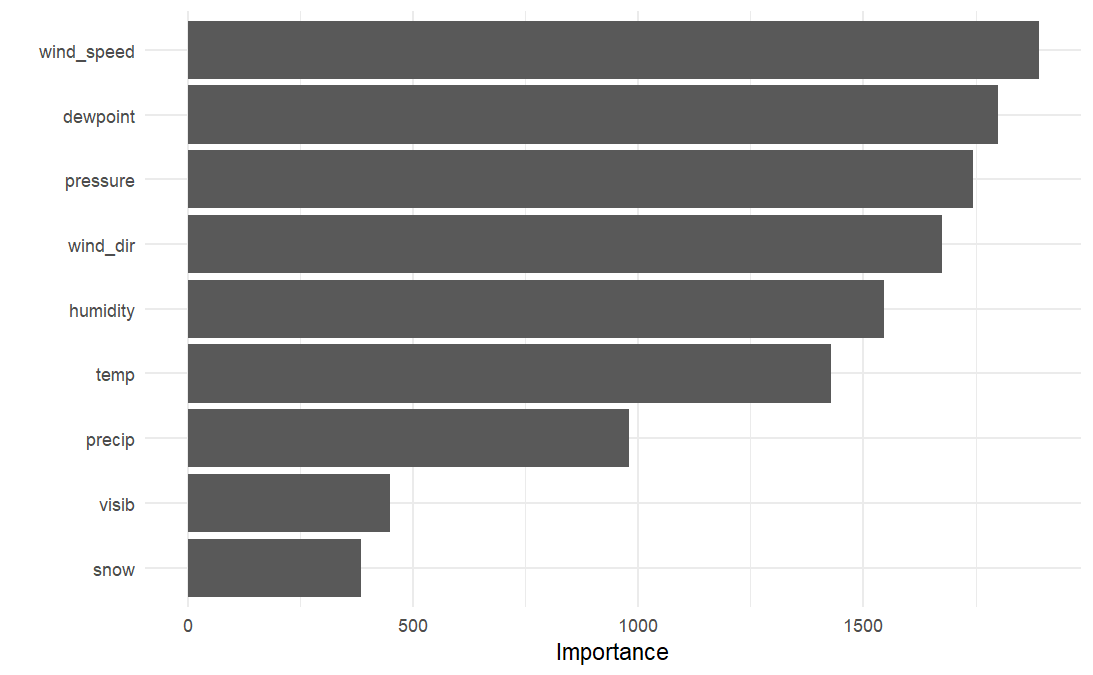 wind_speed
dewpoint
pressure
wind_dir
humidity
temp
precip
visib
snow
0 500 1000 1500
Importance